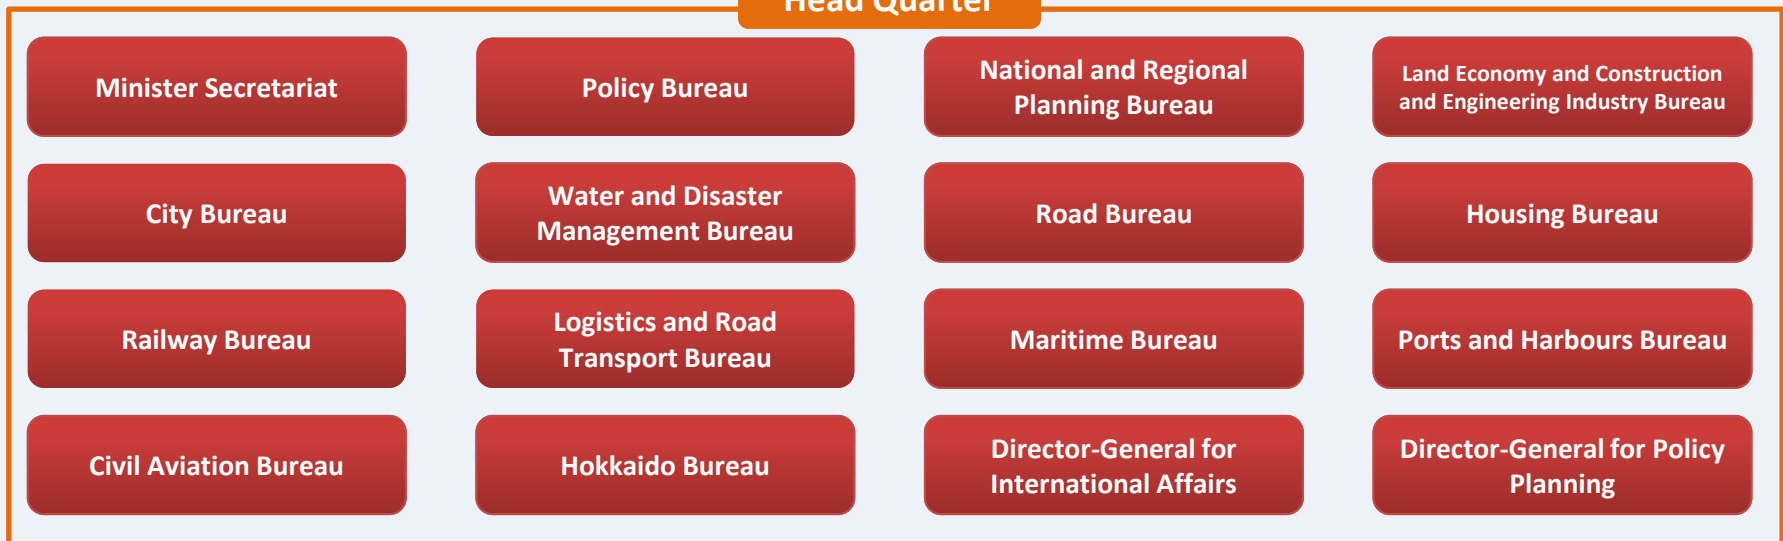 Head Quarter
Minister Secretariat
Policy Bureau
National and Regional
Planning Bureau
Land Economy and Construction
and Engineering Industry Bureau
City Bureau
Water and Disaster
Management Bureau
Road Bureau
Housing Bureau
Railway Bureau
Logistics and Road
Transport Bureau
Maritime Bureau
Ports and Harbours Bureau
Civil Aviation Bureau
Hokkaido Bureau
Director-General for
International Affairs
Director-General for Policy
Planning